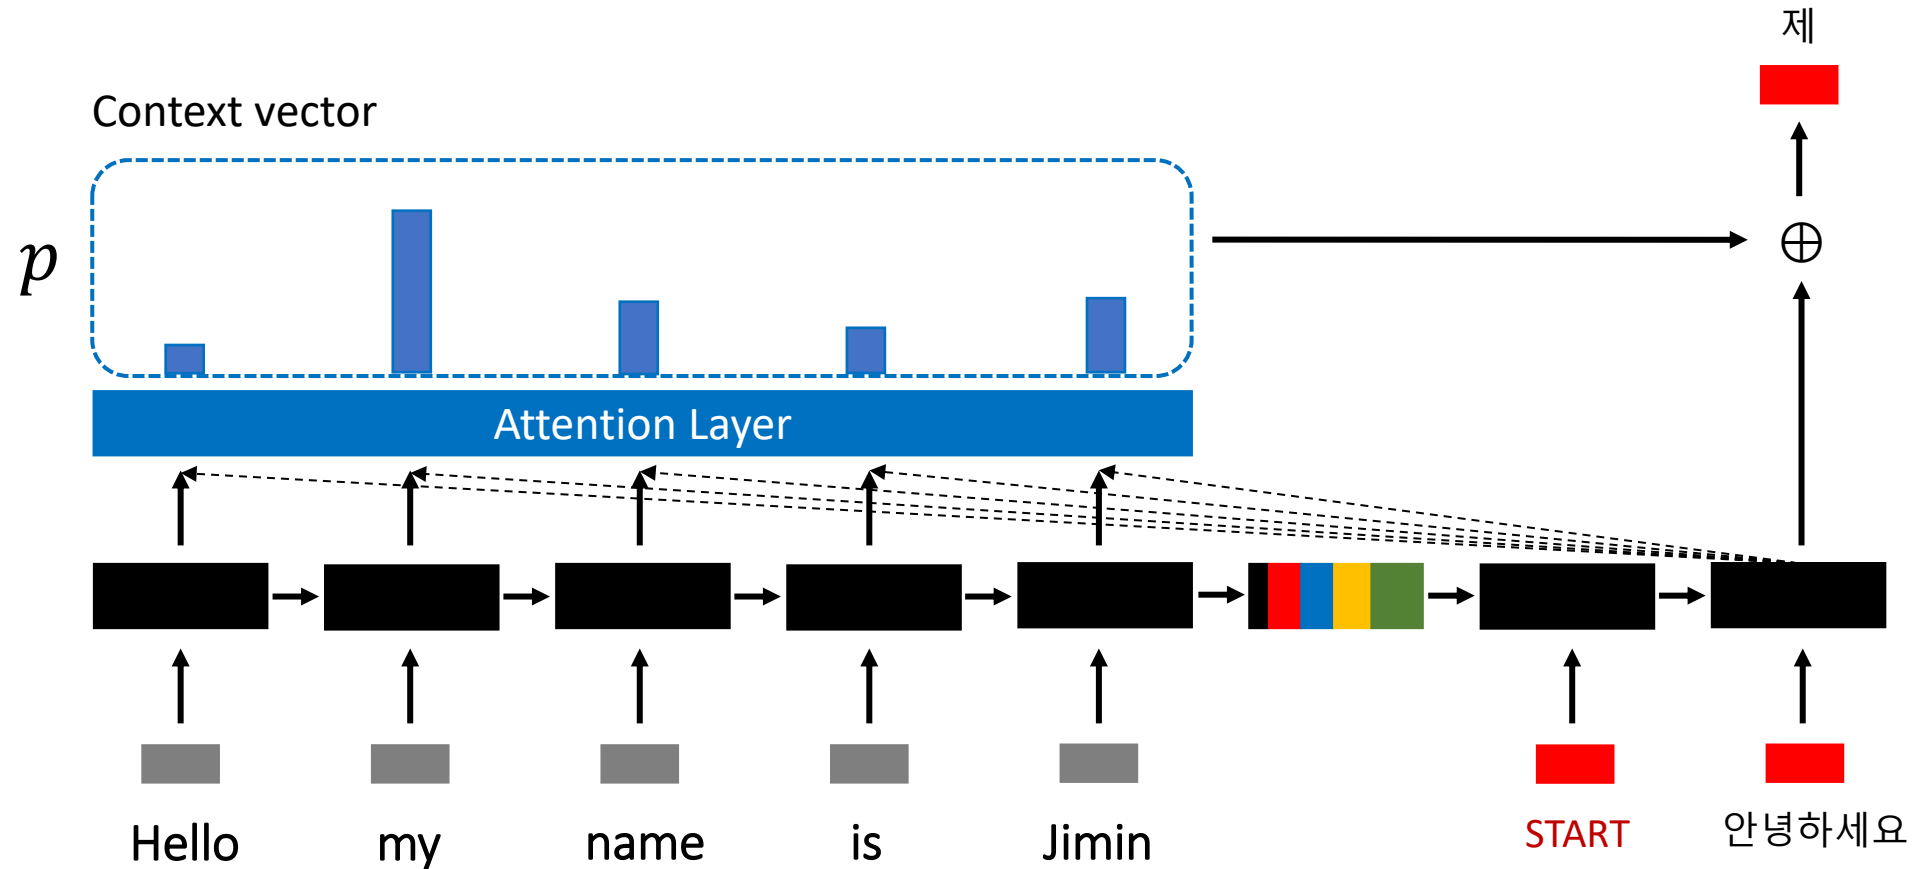 제
Context vector
p
Attention Layer
Hello my name is Jimin START 안녕하세요